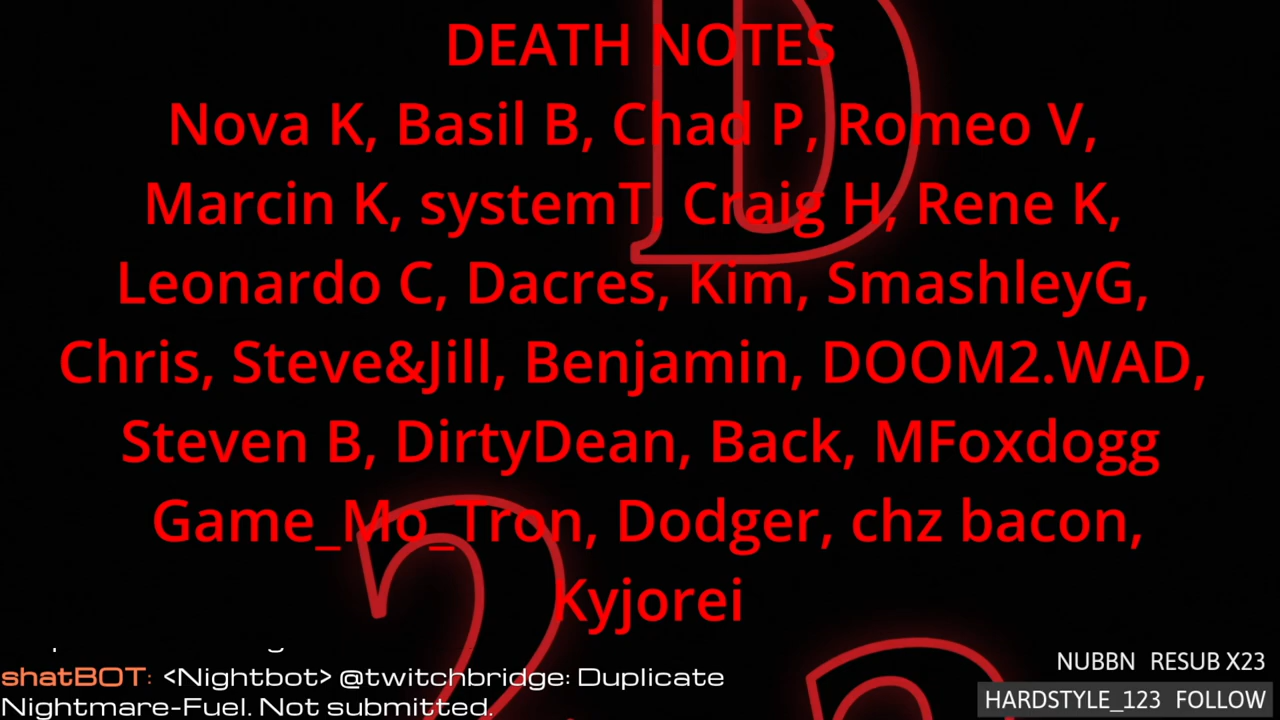 DEATH NOTES
Nova K, Basil B, Chad P, Romeo V,
Marcin K, systemT, Craig H, Rene K,
Leonardo C, Dacres, Kim, SmashleyG,
Chris, Steve&Jill, Benjamin, DOOM2.WAD,
Steven B, DirtyDean, Back, MFoxdogg
Game_Mo_Tron, Dodger, chz bacon,
Kyjorei
D
2
2
shatBOT: <Nightbot> @twitchbridge: Duplicate
Nightmare-Fuel. Not submitted.
NUBBN RESUB X23
HARDSTYLE_123 FOLLOW